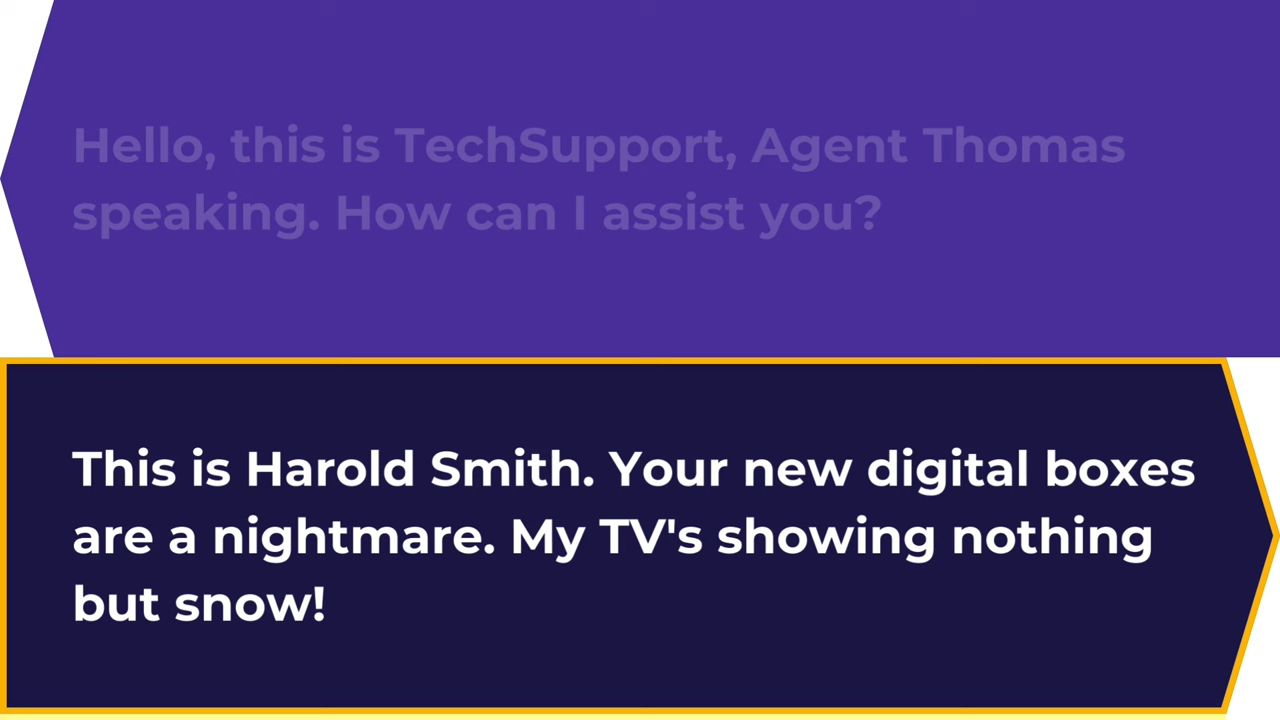 Hello, this is TechSupport, Agent Thomas
speaking. How can I assist you?
This is Harold Smith. Your new digital boxes
are a nightmare. My TV's showing nothing
but snow!